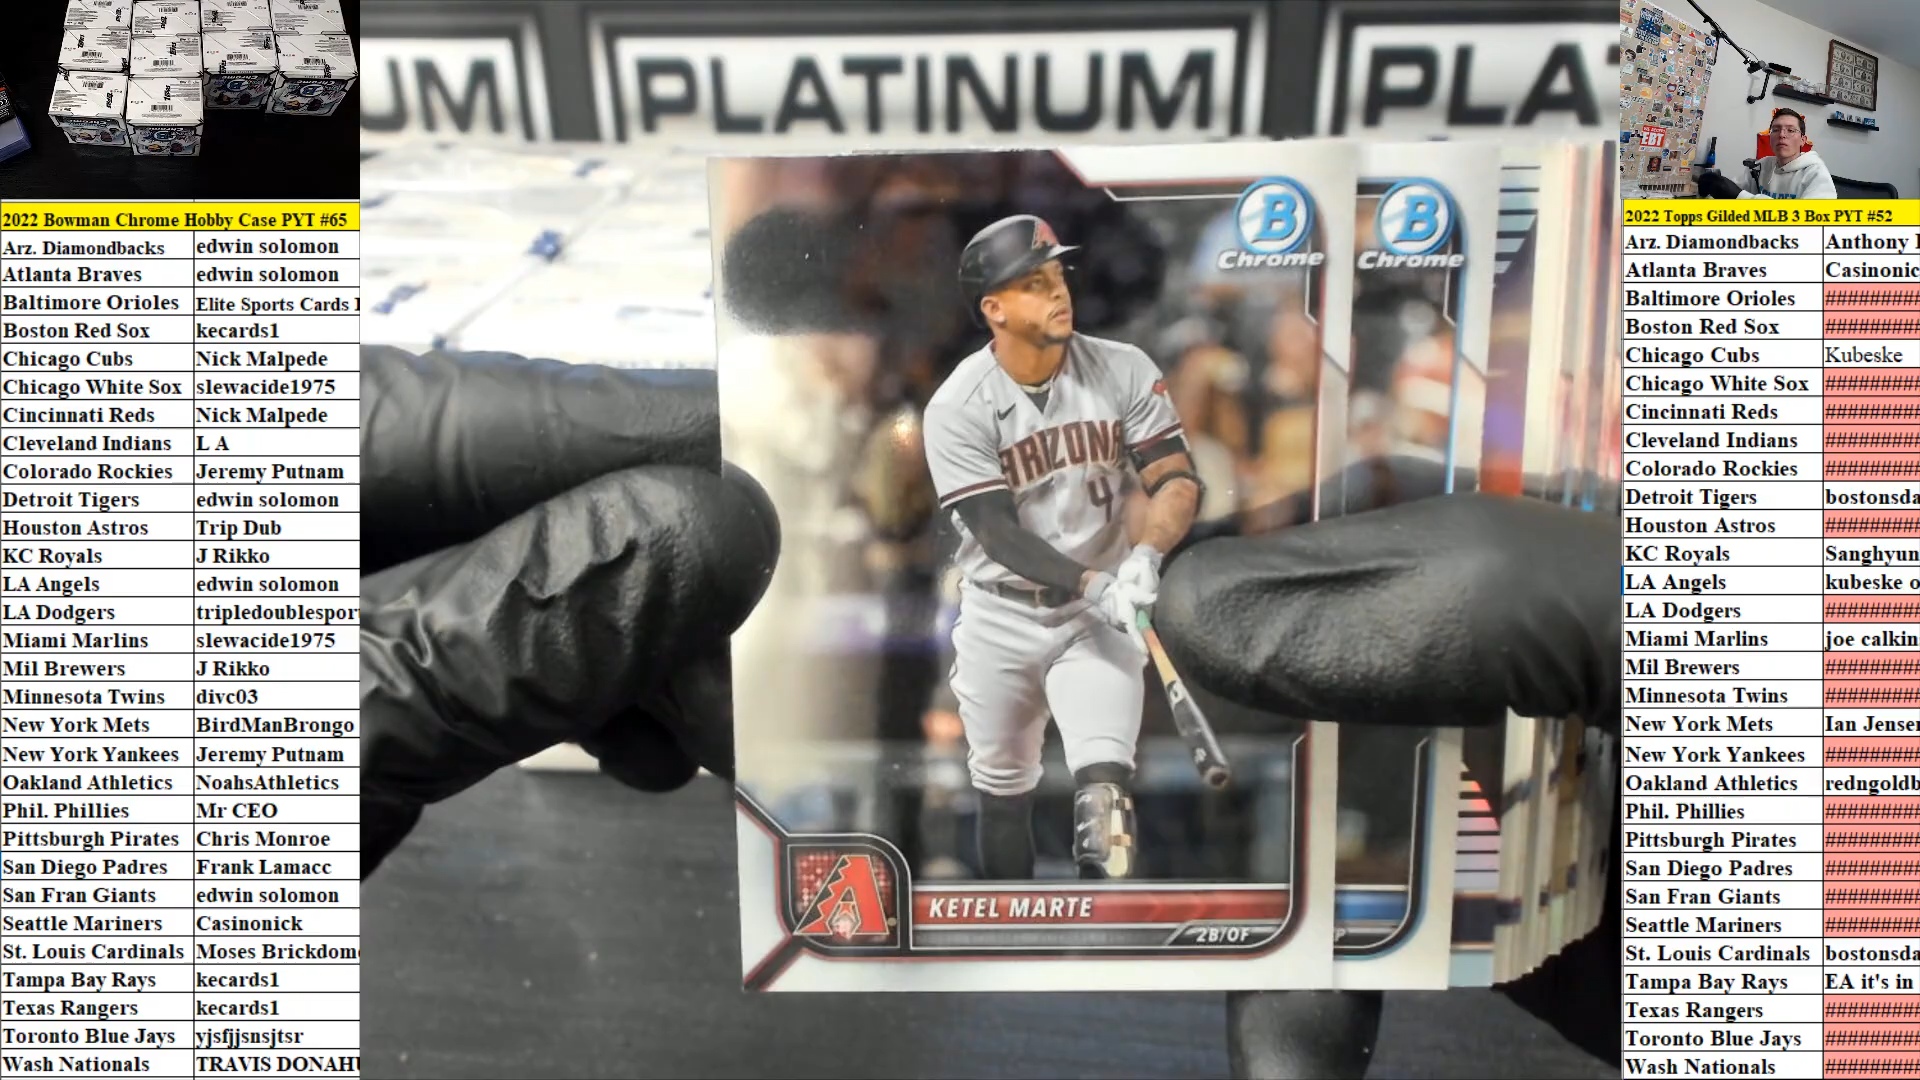 UM PLATINUM PLA
2022 Bowman Chrome Hobby Case PYT #65
Arz. Diamondbacks edwin solomon
Atlanta Braves edwin solomon
Baltimore Orioles Elite Sports Cards
Boston Red Sox kecards1
Chicago Cubs Nick Malpede
Chicago White Sox slewacide1975
Cincinnati Reds Nick Malpede
Cleveland Indians L A
Colorado Rockies Jeremy Putnam
Detroit Tigers edwin solomon
Houston Astros Trip Dub
KC Royals J Rikko
LA Angels edwin solomon
LA Dodgers tripledoublespor
Miami Marlins slewacide1975
Mil Brewers J Rikko
Minnesota Twins divc03
New York Mets BirdManBrongo
New York Yankees Jeremy Putnam
Oakland Athletics NoahsAthletics
Phil. Phillies Mr CEO
Pittsburgh Pirates Chris Monroe
San Diego Padres Frank Lamacc
San Fran Giants edwin solomon
Seattle Mariners Casinonick
St. Louis Cardinals Moses Brickdom
Tampa Bay Rays kecards1
Texas Rangers kecards1
Toronto Blue Jays yjsfjjsnsjtsr
Wash Nationals TRAVIS DONAH
B
Chrome
B
Chrome
ARIZONA
4
KETEL MARTE
2B/OF
P
EBT
2022 Topps Gilded MLB 3 Box PYT #52
Arz. Diamondbacks Anthony
Atlanta Braves Casinonic
Baltimore Orioles #########
Boston Red Sox #########
Chicago Cubs Kubeske
Chicago White Sox #########
Cincinnati Reds #########
Cleveland Indians #########
Colorado Rockies #########
Detroit Tigers bostonsda
Houston Astros #########
KC Royals Sanghyun
LA Angels kubeske o
LA Dodgers #########
Miami Marlins joe calkin
Mil Brewers #########
Minnesota Twins #########
New York Mets Ian Jensen
New York Yankees #########
Oakland Athletics redngoldb
Phil. Phillies #########
Pittsburgh Pirates #########
San Diego Padres #########
San Fran Giants #########
Seattle Mariners #########
St. Louis Cardinals bostonsda
Tampa Bay Rays EA it's in
Texas Rangers #########
Toronto Blue Jays #########
Wash Nationals #########